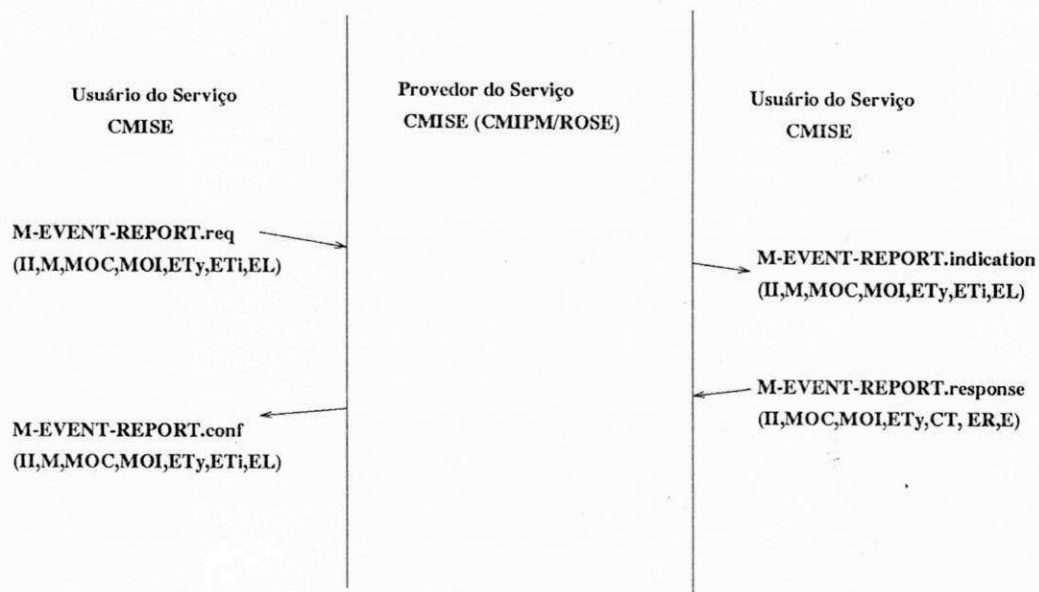 Usuário do Serviço
CMISE
Provedor do Serviço
CMISE (CMIPM/ROSE)
Usuário do Serviço
CMISE
M-EVENT-REPORT.req
(II,M,MOC,MOI,ETy,ETi,EL)
M-EVENT-REPORT.indication
(II,M,MOC,MOI,ETy,ETi,EL)
M-EVENT-REPORT.response
(II,MOC,MOI,ETy,CT, ER,E)
M-EVENT-REPORT.conf
(II,M,MOC,MOI,ETy,ETi,EL)